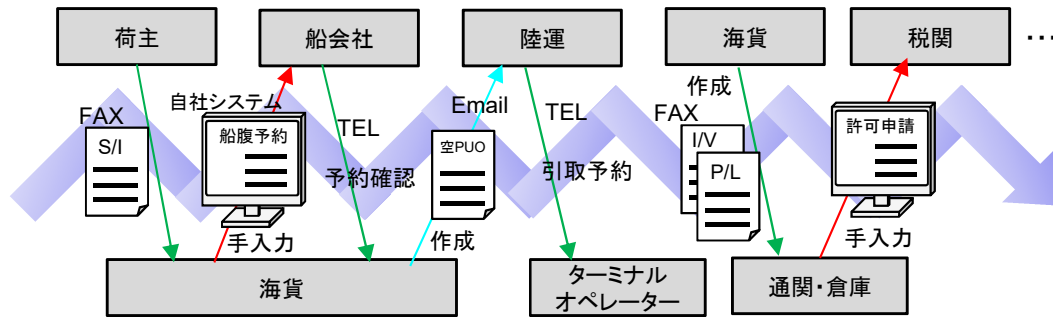 荷主
船会社
陸運
海貨
税関
…
FAX
S/I
自社システム
船腹予約
手入力
TEL
予約確認
Email
空PUO
作成
TEL
引取予約
作成
FAX
I/V
P/L
許可申請
手入力
海貨
ターミナル
オペレーター
通関・倉庫